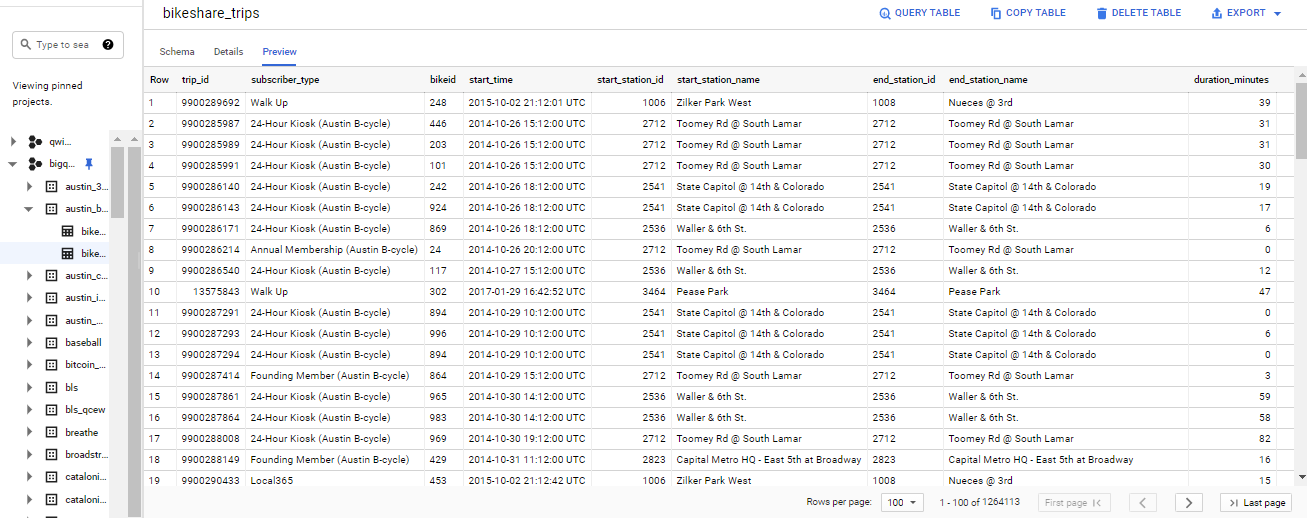 bikeshare_trips
QUERY TABLE COPY TABLE DELETE TABLE EXPORT
Type to sea
Viewing pinned
projects.
qwi...
bigq...
austin_3...
austin_b...
bike...
bike...
austin_c...
austin_i...
austin_...
baseball
bitcoin_...
bls
bls_qcew
breathe
broadstr...
cataloni...
cataloni...
Schema Details Preview
Row trip_id subscriber_type bikeid start_time start_station_id start_station_name end_station_id end_station_name duration_minutes
1 9900289692 Walk Up 248 2015-10-02 21:12:01 UTC 1006 Zilker Park West 1008 Nueces @ 3rd 39
2 9900285987 24-Hour Kiosk (Austin B-cycle) 446 2014-10-26 15:12:00 UTC 2712 Toomey Rd @ South Lamar 2712 Toomey Rd @ South Lamar 31
3 9900285989 24-Hour Kiosk (Austin B-cycle) 203 2014-10-26 15:12:00 UTC 2712 Toomey Rd @ South Lamar 2712 Toomey Rd @ South Lamar 31
4 9900285991 24-Hour Kiosk (Austin B-cycle) 101 2014-10-26 15:12:00 UTC 2712 Toomey Rd @ South Lamar 2712 Toomey Rd @ South Lamar 30
5 9900286140 24-Hour Kiosk (Austin B-cycle) 242 2014-10-26 18:12:00 UTC 2541 State Capitol @ 14th & Colorado 2541 State Capitol @ 14th & Colorado 19
6 9900286143 24-Hour Kiosk (Austin B-cycle) 924 2014-10-26 18:12:00 UTC 2541 State Capitol @ 14th & Colorado 2541 State Capitol @ 14th & Colorado 17
7 9900286171 24-Hour Kiosk (Austin B-cycle) 869 2014-10-26 18:12:00 UTC 2536 Waller & 6th St. 2536 Waller & 6th St. 6
8 9900286214 Annual Membership (Austin B-cycle) 24 2014-10-26 20:12:00 UTC 2712 Toomey Rd @ South Lamar 2712 Toomey Rd @ South Lamar 0
9 9900286540 24-Hour Kiosk (Austin B-cycle) 117 2014-10-27 15:12:00 UTC 2536 Waller & 6th St. 2536 Waller & 6th St. 12
10 13575843 Walk Up 302 2017-01-29 16:42:52 UTC 3464 Pease Park 3464 Pease Park 47
11 9900287291 24-Hour Kiosk (Austin B-cycle) 894 2014-10-29 10:12:00 UTC 2541 State Capitol @ 14th & Colorado 2541 State Capitol @ 14th & Colorado 0
12 9900287293 24-Hour Kiosk (Austin B-cycle) 996 2014-10-29 10:12:00 UTC 2541 State Capitol @ 14th & Colorado 2541 State Capitol @ 14th & Colorado 6
13 9900287294 24-Hour Kiosk (Austin B-cycle) 894 2014-10-29 10:12:00 UTC 2541 State Capitol @ 14th & Colorado 2541 State Capitol @ 14th & Colorado 0
14 9900287414 Founding Member (Austin B-cycle) 864 2014-10-29 15:12:00 UTC 2712 Toomey Rd @ South Lamar 2712 Toomey Rd @ South Lamar 3
15 9900287861 24-Hour Kiosk (Austin B-cycle) 965 2014-10-30 14:12:00 UTC 2536 Waller & 6th St. 2536 Waller & 6th St. 59
16 9900287864 24-Hour Kiosk (Austin B-cycle) 983 2014-10-30 14:12:00 UTC 2536 Waller & 6th St. 2536 Waller & 6th St. 58
17 9900288008 24-Hour Kiosk (Austin B-cycle) 969 2014-10-30 19:12:00 UTC 2712 Toomey Rd @ South Lamar 2712 Toomey Rd @ South Lamar 82
18 9900288149 Founding Member (Austin B-cycle) 429 2014-10-31 11:12:00 UTC 2823 Capital Metro HQ - East 5th at Broadway 2823 Capital Metro HQ - East 5th at Broadway 16
19 9900290433 Local365 453 2015-10-02 21:12:42 UTC 1006 Zilker Park West 1008 Nueces @ 3rd 15
Rows per page: 100 1 - 100 of 1264113 First page Last page